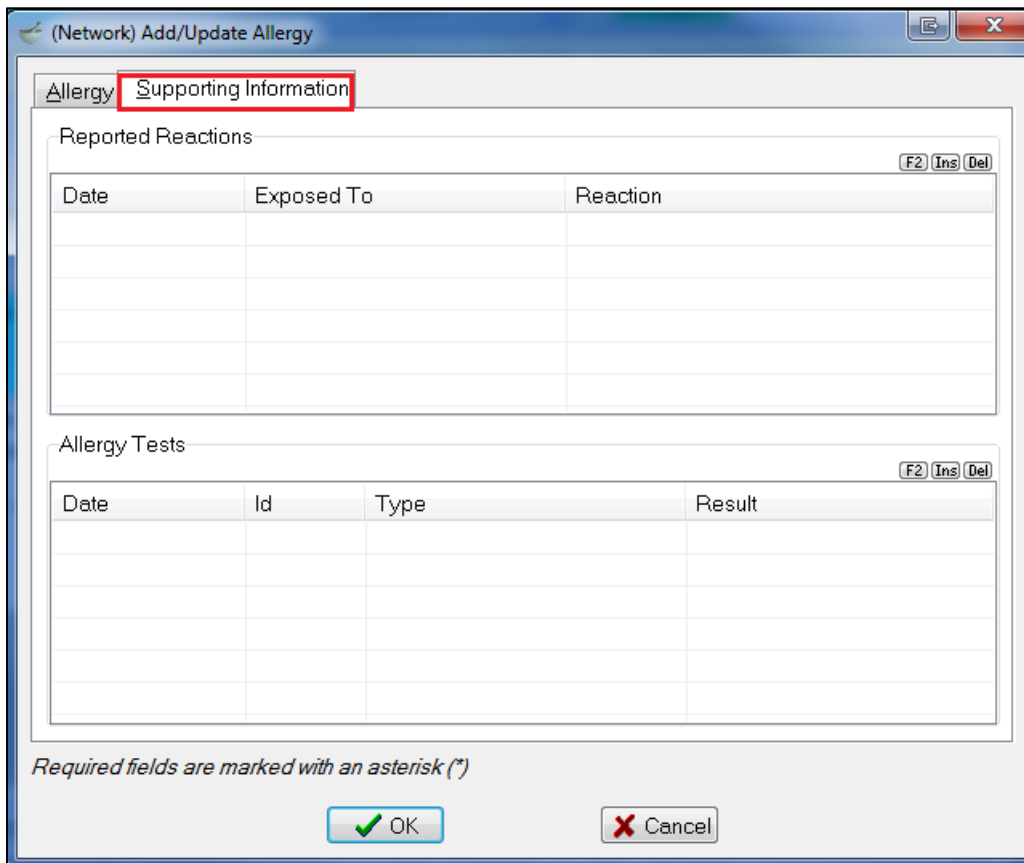 (Network) Add/Update Allergy
Allergy Supporting Information
Reported Reactions
F2 Ins Del
Date Exposed To Reaction
Allergy Tests
F2 Ins Del
Date Id Type Result
Required fields are marked with an asterisk (*)
OK Cancel